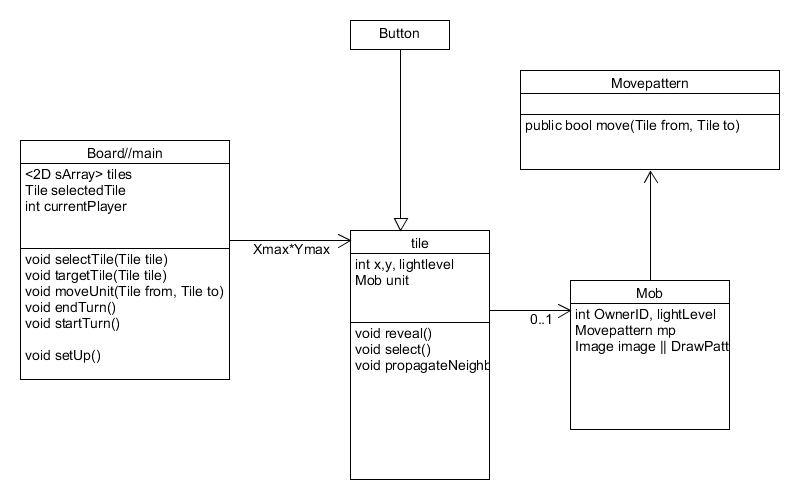 Button
Movepattern
public bool move(Tile from, Tile to)
Board//main
<2D sArray> tiles
Tile selectedTile
int currentPlayer
void selectTile(Tile tile)
void targetTile(Tile tile)
void moveUnit(Tile from, Tile to)
void endTurn()
void startTurn()
void setUp()
Xmax*Ymax
tile
int x,y, lightlevel
Mob unit
void reveal()
void select()
void propagateNeighb
0..1
Mob
int OwnerID, lightLevel
Movepattern mp
Image image || DrawPatt